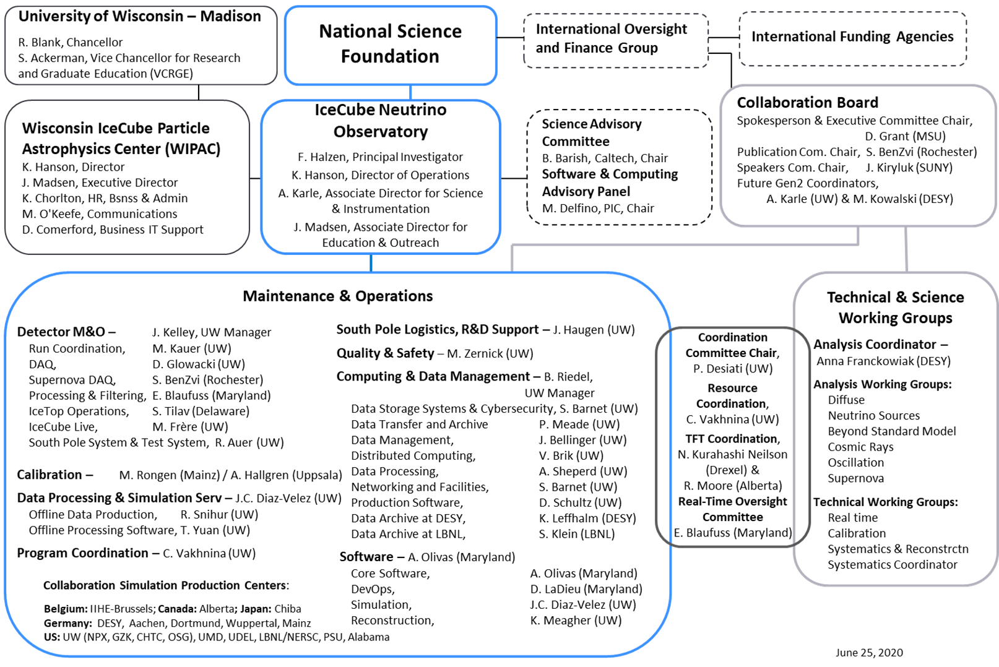 University of Wisconsin – Madison
R. Blank, Chancellor
S. Ackerman, Vice Chancellor for Research
and Graduate Education (VCRGE)
National Science
Foundation
International Oversight
and Finance Group
International Funding Agencies
Wisconsin IceCube Particle
Astrophysics Center (WIPAC)
K. Hanson, Director
J. Madsen, Executive Director
K. Chorlton, HR, Bsnss & Admin
M. O'Keefe, Communications
D. Comerford, Business IT Support
IceCube Neutrino
Observatory
F. Halzen, Principal Investigator
K. Hanson, Director of Operations
A. Karle, Associate Director for Science
& Instrumentation
J. Madsen, Associate Director for
Education & Outreach
Science Advisory
Committee
B. Barish, Caltech, Chair
Software & Computing
Advisory Panel
M. Delfino, PIC, Chair
Collaboration Board
Spokesperson & Executive Committee Chair,
D. Grant (MSU)
Publication Com. Chair, S. BenZvi (Rochester)
Speakers Com. Chair, J. Kiryluk (SUNY)
Future Gen2 Coordinators,
A. Karle (UW) & M. Kowalski (DESY)
Maintenance & Operations
Detector M&O – J. Kelley, UW Manager
Run Coordination, M. Kauer (UW)
DAQ, D. Glowacki (UW)
Supernova DAQ, S. BenZvi (Rochester)
Processing & Filtering, E. Blaufuss (Maryland)
IceTop Operations, S. Tilav (Delaware)
IceCube Live, M. Frère (UW)
South Pole System & Test System, R. Auer (UW)
Calibration – M. Rongen (Mainz) / A. Hallgren (Uppsala)
Data Processing & Simulation Serv – J.C. Diaz-Velez (UW)
Offline Data Production, R. Snihur (UW)
Offline Processing Software, T. Yuan (UW)
Program Coordination – C. Vakhnina (UW)
Collaboration Simulation Production Centers:
Belgium: IIHE-Brussels; Canada: Alberta; Japan: Chiba
Germany: DESY, Aachen, Dortmund, Wuppertal, Mainz
US: UW (NPX, GZK, CHTC, OSG), UMD, UDEL, LBNL/NERSC, PSU, Alabama
South Pole Logistics, R&D Support – J. Haugen (UW)
Quality & Safety – M. Zernick (UW)
Computing & Data Management – B. Riedel,
UW Manager
Data Storage Systems & Cybersecurity, S. Barnet (UW)
Data Transfer and Archive P. Meade (UW)
Data Management, J. Bellinger (UW)
Distributed Computing, V. Brik (UW)
Data Processing, A. Sheperd (UW)
Networking and Facilities, S. Barnet (UW)
Production Software, D. Schultz (UW)
Data Archive at DESY, K. Leffhalm (DESY)
Data Archive at LBNL, S. Klein (LBNL)
Software – A. Olivas (Maryland)
Core Software, A. Olivas (Maryland)
DevOps, D. LaDieu (Maryland)
Simulation, J.C. Diaz-Velez (UW)
Reconstruction, K. Meagher (UW)
Coordination
Committee Chair,
P. Desiati (UW)
Resource
Coordination,
C. Vakhnina (UW)
TFT Coordination,
N. Kurahashi Neilson
(Drexel) &
R. Moore (Alberta)
Real-Time Oversight
Committee
E. Blaufuss (Maryland)
Technical & Science
Working Groups
Analysis Coordinator –
Anna Franckowiak (DESY)
Analysis Working Groups:
Diffuse
Neutrino Sources
Beyond Standard Model
Cosmic Rays
Oscillation
Supernova
Technical Working Groups:
Real time
Calibration
Systematics & Reconstrctn
Systematics Coordinator
June 25, 2020